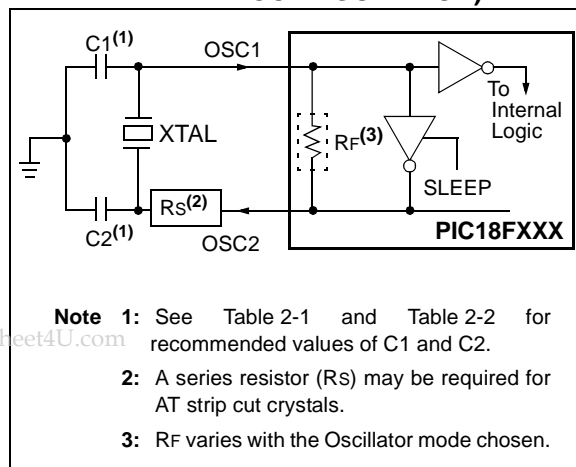 C1(1)
OSC1
To
Internal
Logic
XTAL
RF(3)
SLEEP
RS(2)
C2(1)
OSC2
PIC18FXXX
Note 1: See Table 2-1 and Table 2-2 for
recommended values of C1 and C2.
heet4U.com
2: A series resistor (RS) may be required for
AT strip cut crystals.
3: RF varies with the Oscillator mode chosen.